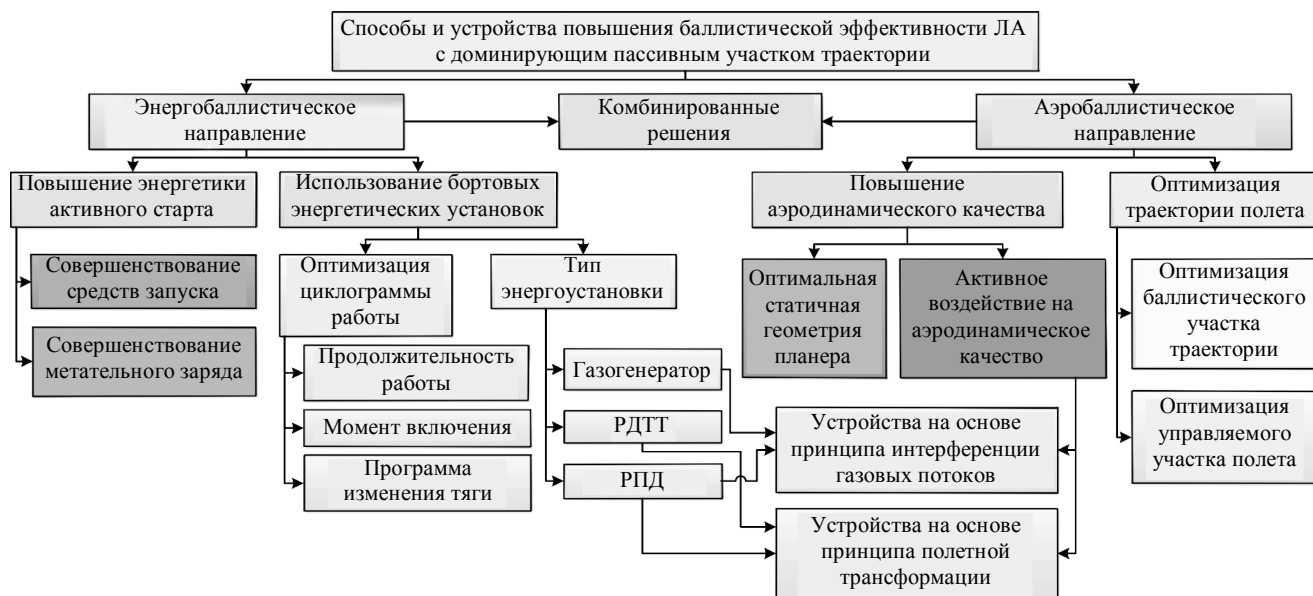 Способы и устройства повышения баллистической эффективности ЛА
с доминирующим пассивным участком траектории
Энергобаллистическое
направление
Комбинированные
решения
Аэробаллистическое
направление
Повышение энергетики
активного старта
Использование бортовых
энергетических установок
Повышение
аэродинамического качества
Оптимизация
траектории полета
Совершенствование
средств запуска
Совершенствование
метательного заряда
Оптимизация
циклограммы
работы
Тип
энергоустановки
Оптимальная
статичная
геометрия
планера
Активное
воздействие на
аэродинамическое
качество
Оптимизация
баллистического
участка
траектории
Продолжительность
работы
Момент включения
Программа
изменения тяги
Газогенератор
РДТТ
РПД
Устройства на основе
принципа интерференции
газовых потоков
Устройства на основе
принципа полетной
трансформации
Оптимизация
управляемого
участка полета